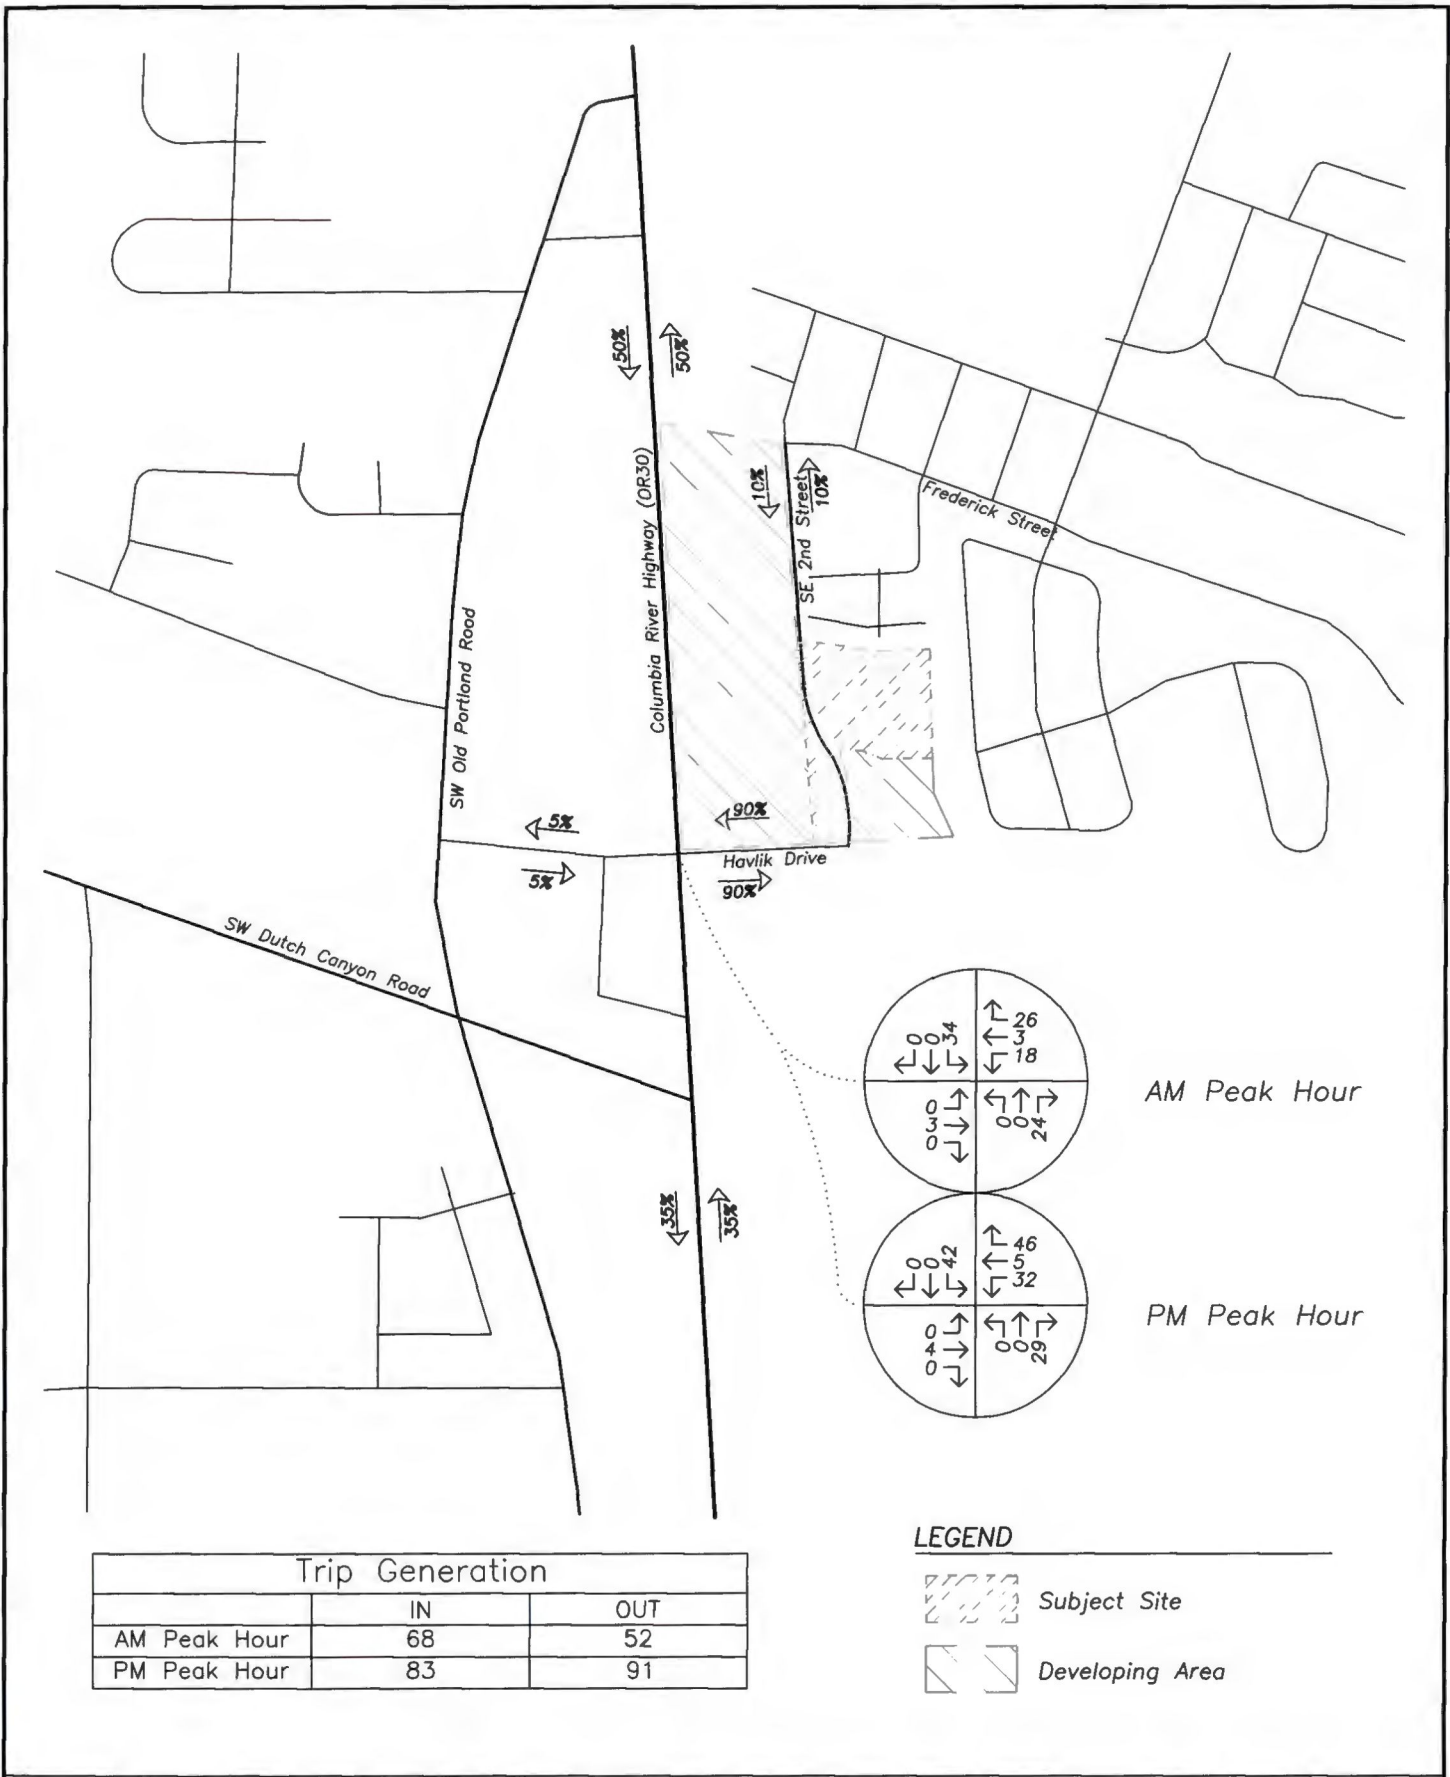 50%
50%
Columbia River Highway (OR30)
10%
10%
SE 2nd Street
Frederick Street
SW Old Portland Road
5%
90%
5%
Havlik Drive
90%
SW Dutch Canyon Road
0 0 34
26
3
18
0
3
0
0 0 24
AM Peak Hour
35%
35%
0 0 42
46
5
32
0
4
0
0 0 29
PM Peak Hour
Trip Generation
IN OUT
AM Peak Hour 68 52
PM Peak Hour 83 91
LEGEND
Subject Site
Developing Area